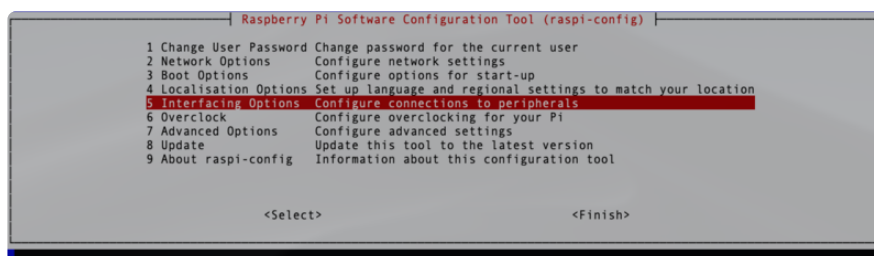 Raspberry Pi Software Configuration Tool (raspi-config)
1 Change User Password Change password for the current user
2 Network Options Configure network settings
3 Boot Options Configure options for start-up
4 Localisation Options Set up language and regional settings to match your location
5 Interfacing Options Configure connections to peripherals
6 Overclock Configure overclocking for your Pi
7 Advanced Options Configure advanced settings
8 Update Update this tool to the latest version
9 About raspi-config Information about this configuration tool
<Select> <Finish>